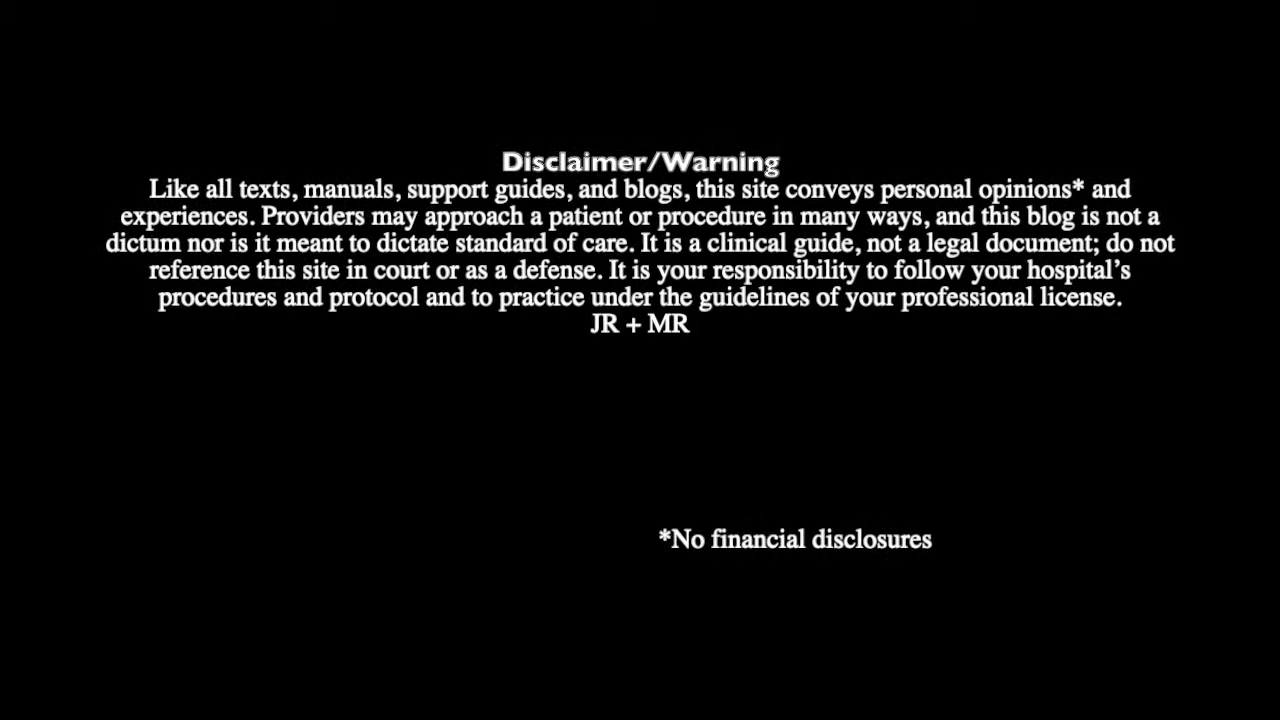 Disclaimer/Warning
Like all texts, manuals, support guides, and blogs, this site conveys personal opinions* and
experiences. Providers may approach a patient or procedure in many ways, and this blog is not a
dictum nor is it meant to dictate standard of care. It is a clinical guide, not a legal document; do not
reference this site in court or as a defense. It is your responsibility to follow your hospital’s
procedures and protocol and to practice under the guidelines of your professional license.
JR + MR
*No financial disclosures